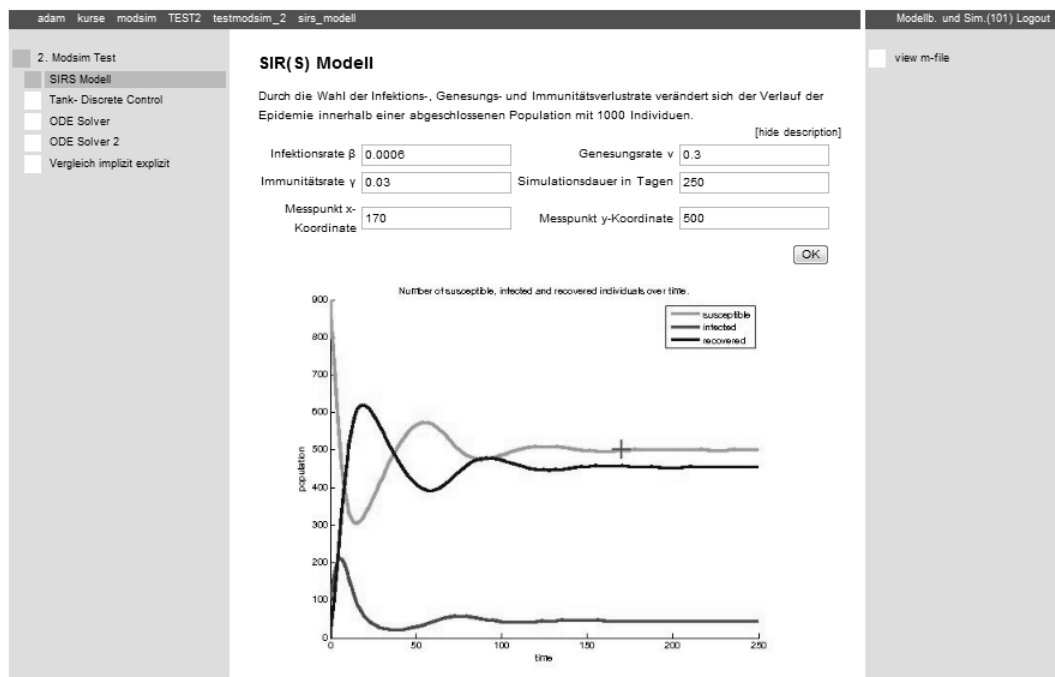 adam kurse modsim TEST2 testmodsim_2 sirs_modell
Modellb. und Sim.(101) Logout
2. Modsim Test
SIRS Modell
Tank- Discrete Control
ODE Solver
ODE Solver 2
Vergleich implizit explizit
view m-file
SIR(S) Modell
Durch die Wahl der Infektions-, Genesungs- und Immunitätsverlustrate verändert sich der Verlauf der
Epidemie innerhalb einer abgeschlossenen Population mit 1000 Individuen.
[hide description]
Infektionsrate β 0.0006 Genesungsrate ν 0.3
Immunitätsrate γ 0.03 Simulationsdauer in Tagen 250
Messpunkt x-
Koordinate 170 Messpunkt y-Koordinate 500
OK
Number of susceptible, infected and recovered individuals over time.
susceptible
infected
recovered
900
800
700
600
500
400
300
200
100
0
population
0 50 100 150 200 250
time